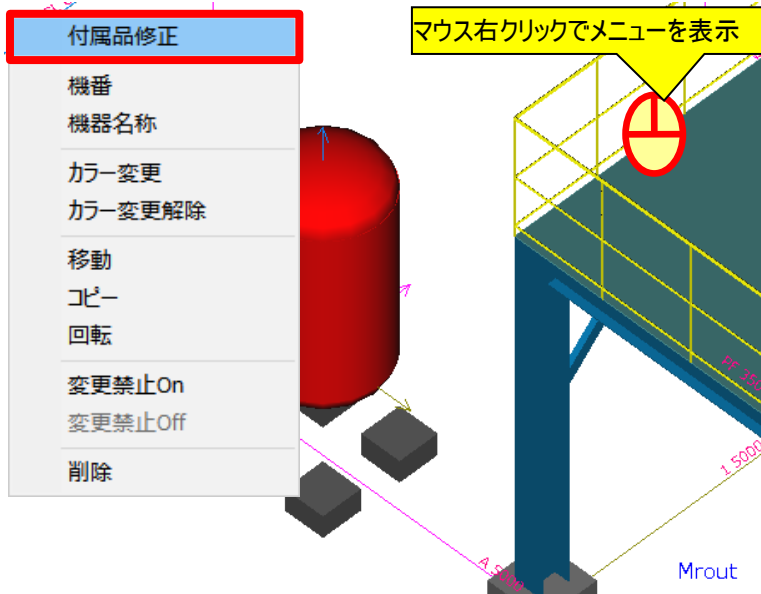 付属品修正
機番
機器名称
カラー変更
カラー変更解除
移動
コピー
回転
変更禁止On
変更禁止Off
削除
マウス右クリックでメニューを表示
PF 350
1 5000
A 5000
Mrout